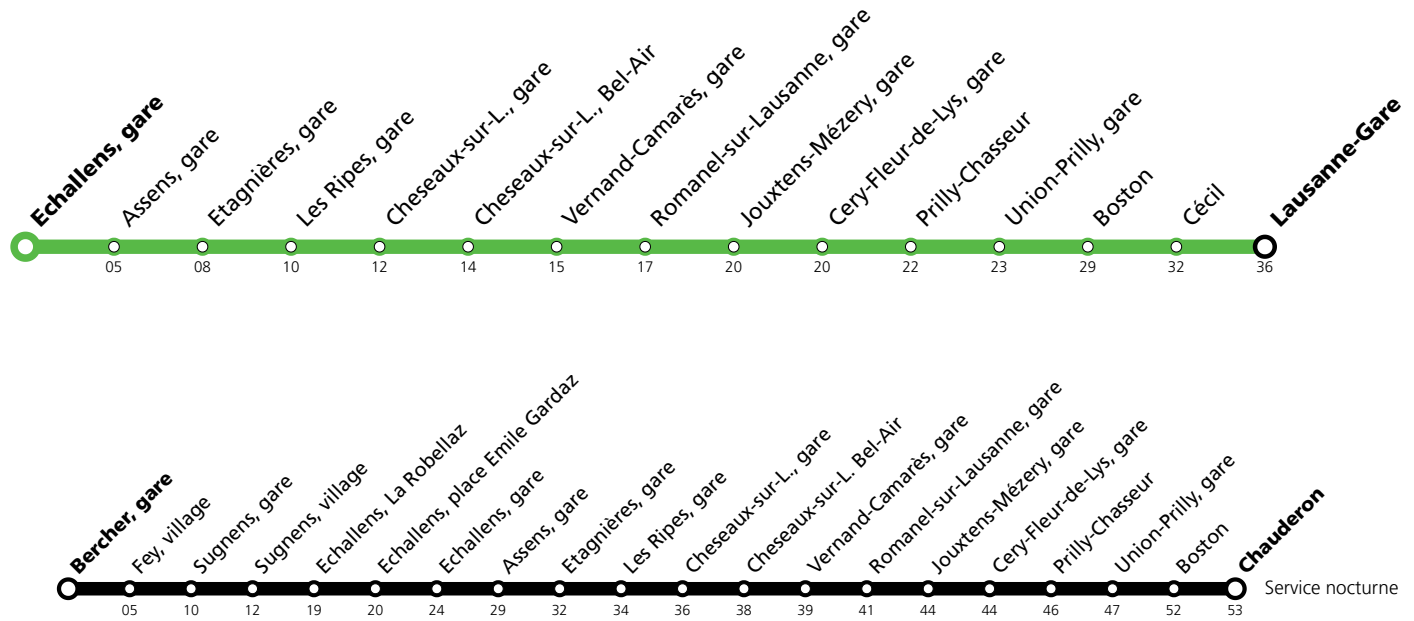 Echallens, gare
Assens, gare
Etagnières, gare
Les Ripes, gare
Cheseaux-sur-L., gare
Cheseaux-sur-L., Bel-Air
Vernand-Camarès, gare
Romanel-sur-Lausanne, gare
Jouxtens-Mézery, gare
Cery-Fleur-de-Lys, gare
Prilly-Chasseur
Union-Prilly, gare
Boston
Cécil
Lausanne-Gare
05 08 10 12 14 15 17 20 20 22 23 29 32 36
Bercher, gare
Fey, village
Sugnens, gare
Sugnens, village
Echallens, La Robellaz
Echallens, place Emile Gardaz
Echallens, gare
Assens, gare
Etagnières, gare
Les Ripes, gare
Cheseaux-sur-L., gare
Cheseaux-sur-L. Bel-Air
Vernand-Camarès, gare
Romanel-sur-Lausanne, gare
Jouxtens-Mézery, gare
Cery-Fleur-de-Lys, gare
Prilly-Chasseur
Union-Prilly, gare
Boston
Chauderon
Service nocturne
05 10 12 19 20 24 29 32 34 36 38 39 41 44 44 46 47 52 53